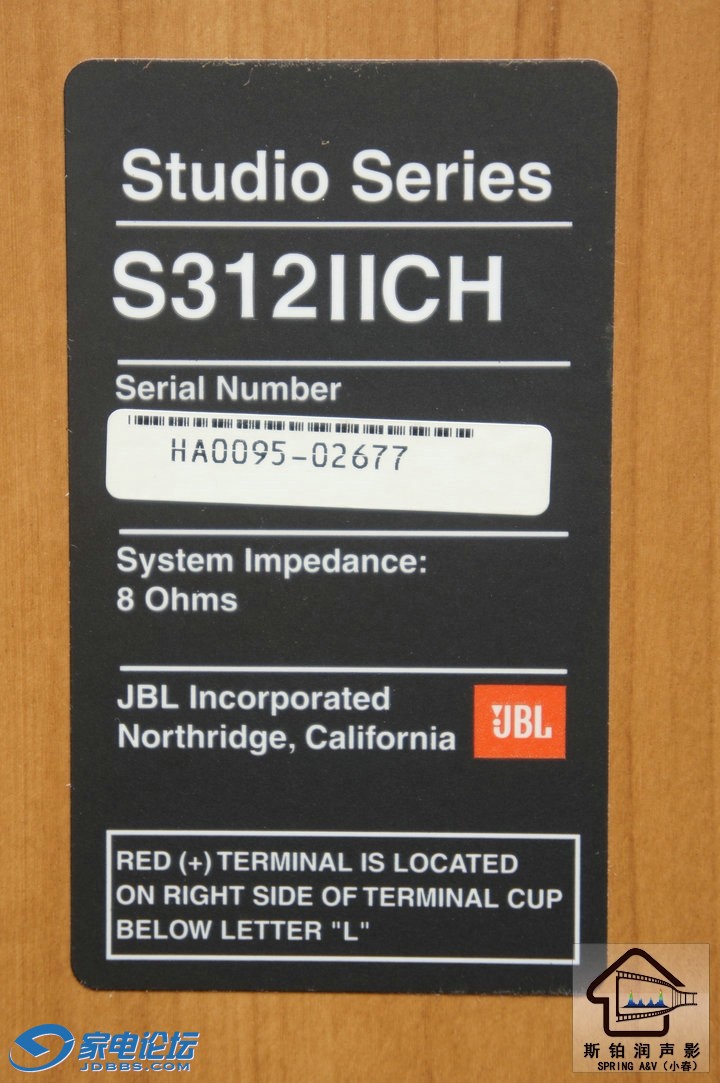 Studio Series
S312IICH
Serial Number
HA0095-02677
System Impedance:
8 Ohms
JBL Incorporated
Northridge, California
JBL
RED (+) TERMINAL IS LOCATED
ON RIGHT SIDE OF TERMINAL CUP
BELOW LETTER "L"
家电论坛
JDBBS.COM
斯铂润声影
SPRING A&V (小春)